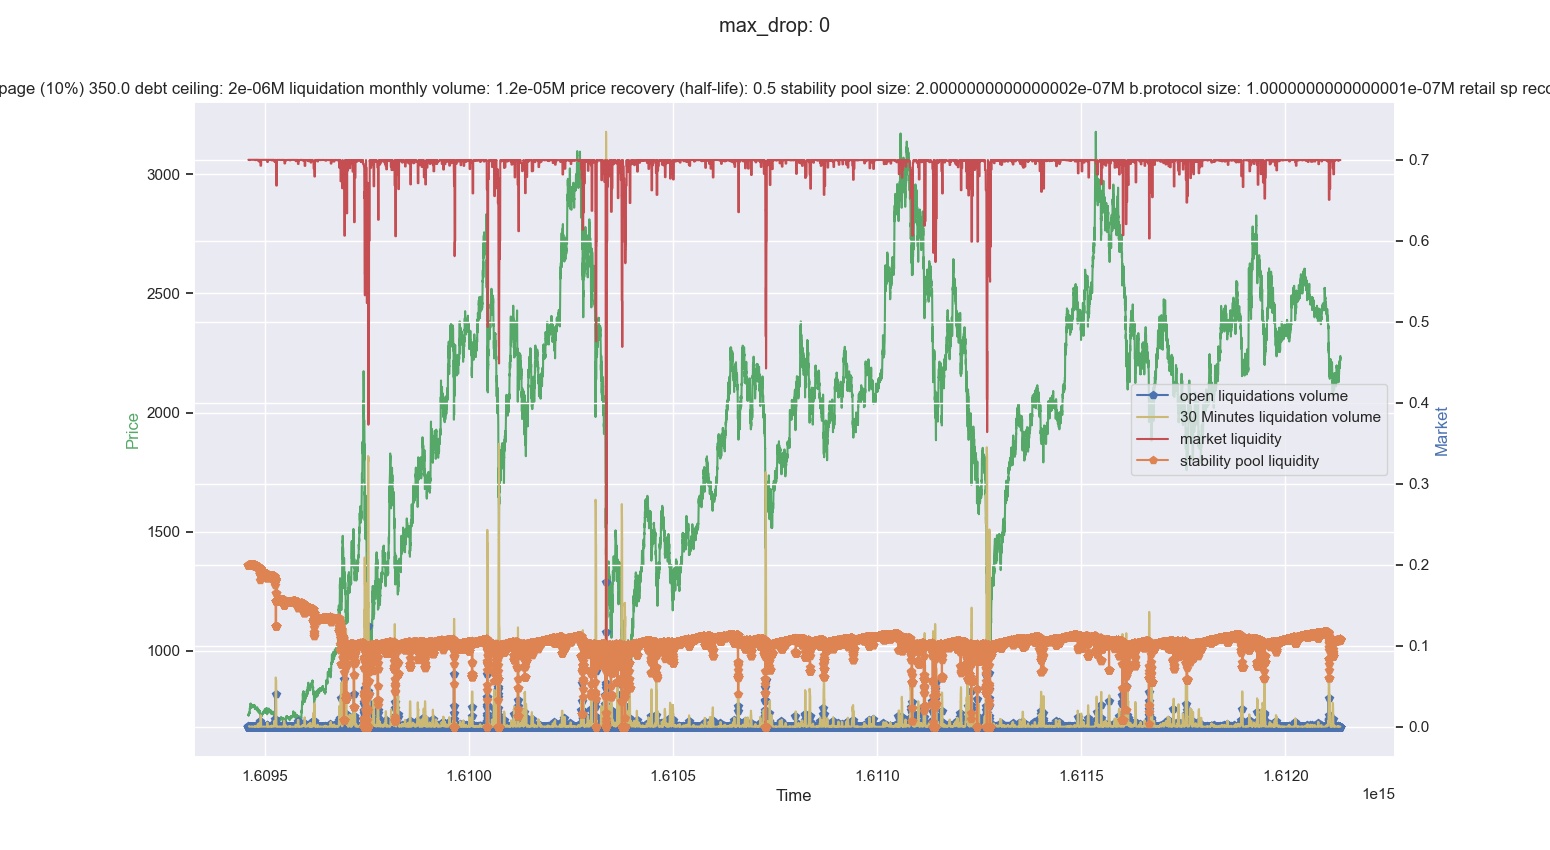 max_drop: 0
page (10%) 350.0 debt ceiling: 2e-06M liquidation monthly volume: 1.2e-05M price recovery (half-life): 0.5 stability pool size: 2.0000000000000002e-07M b.protocol size: 1.0000000000000001e-07M retail sp reco
3000
2500
2000
1500
1000
Price
0.7
0.6
0.5
0.4
0.3
0.2
0.1
0.0
Market
open liquidations volume
30 Minutes liquidation volume
market liquidity
stability pool liquidity
1.6095
1.6100
1.6105
1.6110
1.6115
1.6120
Time
1e15